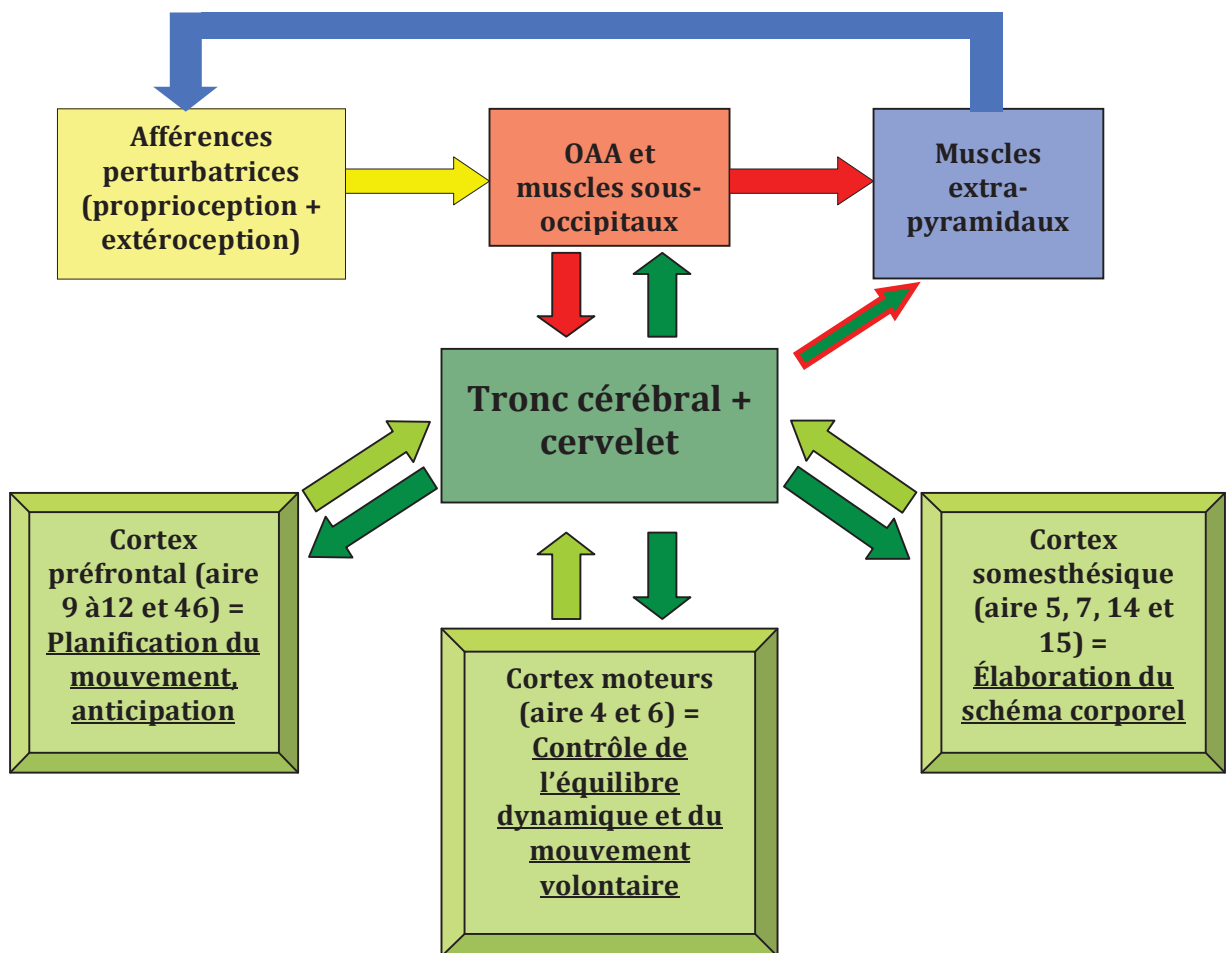 Afférences
perturbatrices
(proprioception +
extéroception)
OAA et
muscles sous-
occipitaux
Muscles
extra-
pyramidaux
Tronc cérébral +
cervelet
Cortex
préfrontal (aire
9 à12 et 46) =
Planification du
mouvement,
anticipation
Cortex moteurs
(aire 4 et 6) =
Contrôle de
l’équilibre
dynamique et du
mouvement
volontaire
Cortex
somesthésique
(aire 5, 7, 14 et
15) =
Élaboration du
schéma corporel